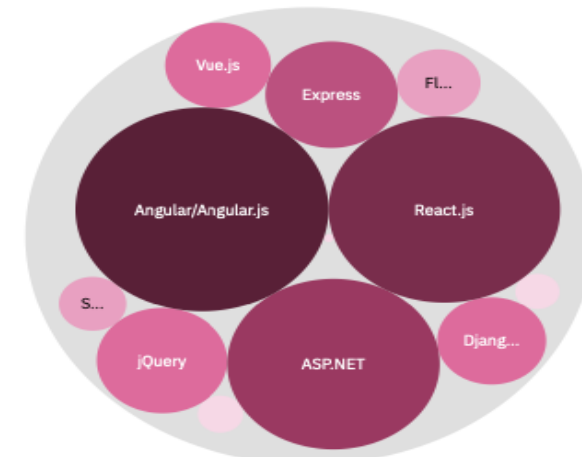 Vue.js
Express
Fl...
Angular/Angular.js
React.js
S...
jQuery
ASP.NET
Djang...